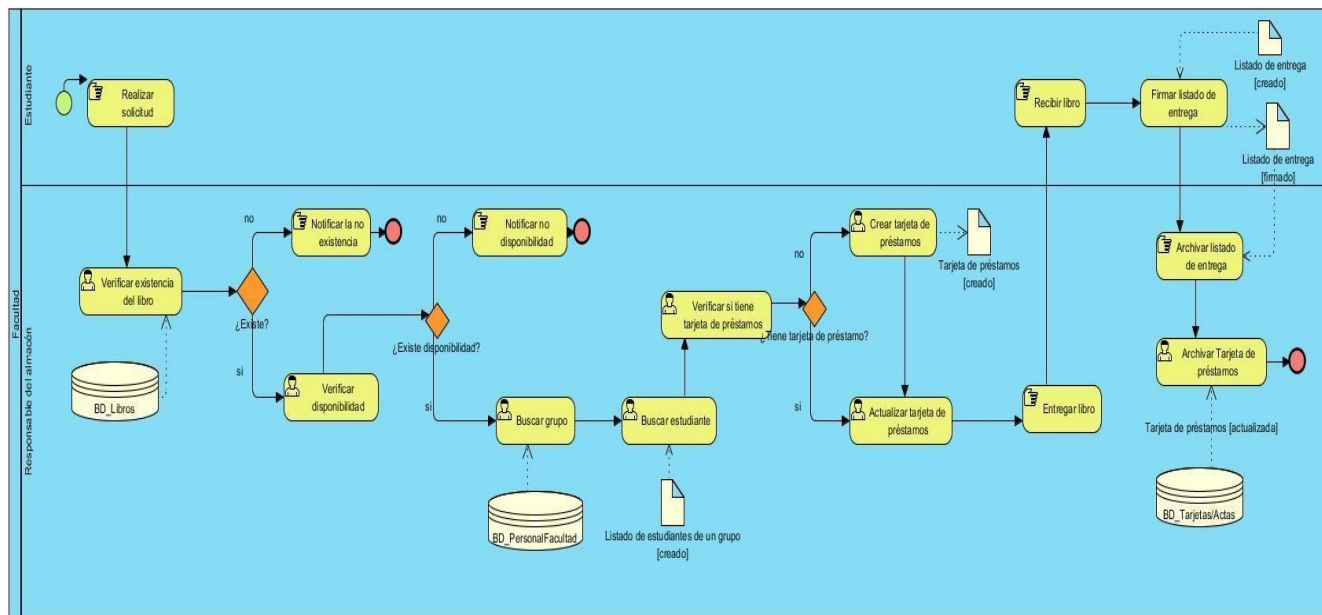 Facultad
Estudiante
Realizar
solicitud
Recibir libro
Firmar listado de
entrega
Listado de entrega
[creado]
Listado de entrega
[firmado]
Responsable del almacén
Verificar existencia
del libro
BD_Libros
¿Existe?
no
si
Notificar la no
existencia
Verificar
disponibilidad
¿Existe disponibilidad?
no
si
Notificar no
disponibilidad
Buscar grupo
BD_PersonalFacultad
Buscar estudiante
Listado de estudiantes de un grupo
[creado]
Verificar si tiene
tarjeta de préstamos
¿Tiene tarjeta de préstamo?
no
si
Crear tarjeta de
préstamos
Tarjeta de préstamos
[creado]
Actualizar tarjeta de
préstamos
Entregar libro
Archivar listado
de entrega
Archivar Tarjeta de
préstamos
Tarjeta de préstamos [actualizada]
BD_Tarjetas/Actas